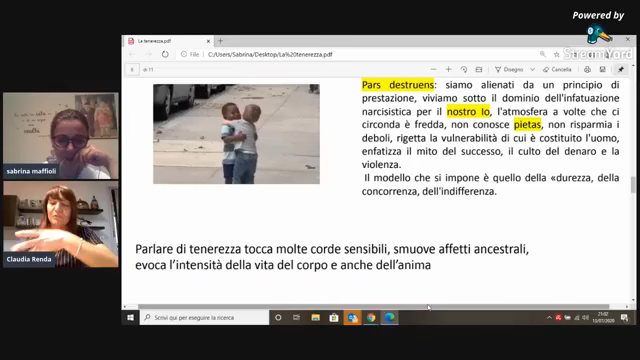 Powered by
StreamYard
La tenerezza.pdf
C:/Users/Sabrina/Desktop/La%20tenerezza.pdf
8 di 11
Disegno
Cancella
Pars destruens: siamo alienati da un principio di
prestazione, viviamo sotto il dominio dell'infatuazione
narcisistica per il nostro Io, l'atmosfera a volte che ci
circonda è fredda, non conosce pietas, non risparmia i
deboli, rigetta la vulnerabilità di cui è costituito l'uomo,
enfatizza il mito del successo, il culto del denaro e la
violenza.
Il modello che si impone è quello della «durezza, della
concorrenza, dell'indifferenza.
sabrina maffioli
Claudia Renda
Parlare di tenerezza tocca molte corde sensibili, smuove affetti ancestrali,
evoca l'intensità della vita del corpo e anche dell'anima
Scrivi qui per eseguire la ricerca
21:02
13/07/2020